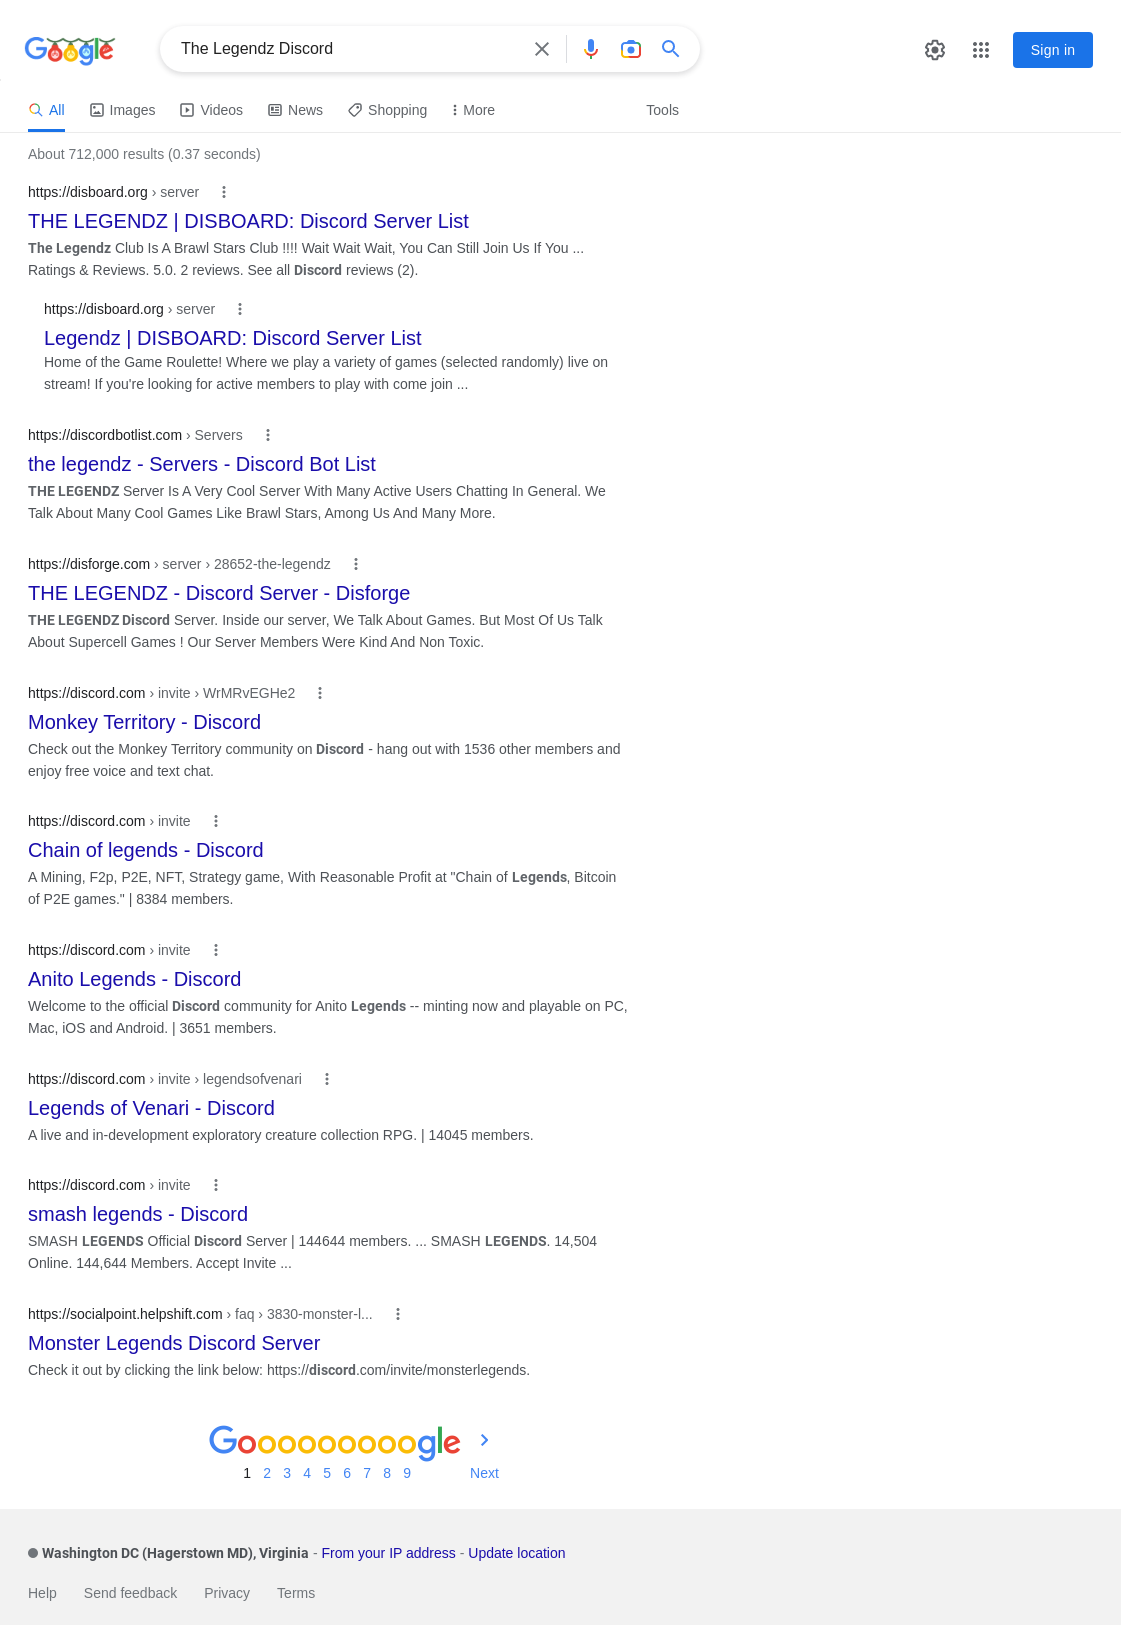 Google
The Legendz Discord
Sign in
All Images Videos News Shopping More Tools
About 712,000 results (0.37 seconds)
https://disboard.org › server
THE LEGENDZ | DISBOARD: Discord Server List
The Legendz Club Is A Brawl Stars Club !!!! Wait Wait Wait, You Can Still Join Us If You ...
Ratings & Reviews. 5.0. 2 reviews. See all Discord reviews (2).
https://disboard.org › server
Legendz | DISBOARD: Discord Server List
Home of the Game Roulette! Where we play a variety of games (selected randomly) live on
stream! If you're looking for active members to play with come join ...
https://discordbotlist.com › Servers
the legendz - Servers - Discord Bot List
THE LEGENDZ Server Is A Very Cool Server With Many Active Users Chatting In General. We
Talk About Many Cool Games Like Brawl Stars, Among Us And Many More.
https://disforge.com › server › 28652-the-legendz
THE LEGENDZ - Discord Server - Disforge
THE LEGENDZ Discord Server. Inside our server, We Talk About Games. But Most Of Us Talk
About Supercell Games ! Our Server Members Were Kind And Non Toxic.
https://discord.com › invite › WrMRvEGHe2
Monkey Territory - Discord
Check out the Monkey Territory community on Discord - hang out with 1536 other members and
enjoy free voice and text chat.
https://discord.com › invite
Chain of legends - Discord
A Mining, F2p, P2E, NFT, Strategy game, With Reasonable Profit at "Chain of Legends, Bitcoin
of P2E games." | 8384 members.
https://discord.com › invite
Anito Legends - Discord
Welcome to the official Discord community for Anito Legends -- minting now and playable on PC,
Mac, iOS and Android. | 3651 members.
https://discord.com › invite › legendsofvenari
Legends of Venari - Discord
A live and in-development exploratory creature collection RPG. | 14045 members.
https://discord.com › invite
smash legends - Discord
SMASH LEGENDS Official Discord Server | 144644 members. ... SMASH LEGENDS. 14,504
Online. 144,644 Members. Accept Invite ...
https://socialpoint.helpshift.com › faq › 3830-monster-l...
Monster Legends Discord Server
Check it out by clicking the link below: https://discord.com/invite/monsterlegends.
Gooooooooogle
1 2 3 4 5 6 7 8 9 Next
Washington DC (Hagerstown MD), Virginia - From your IP address - Update location
Help Send feedback Privacy Terms